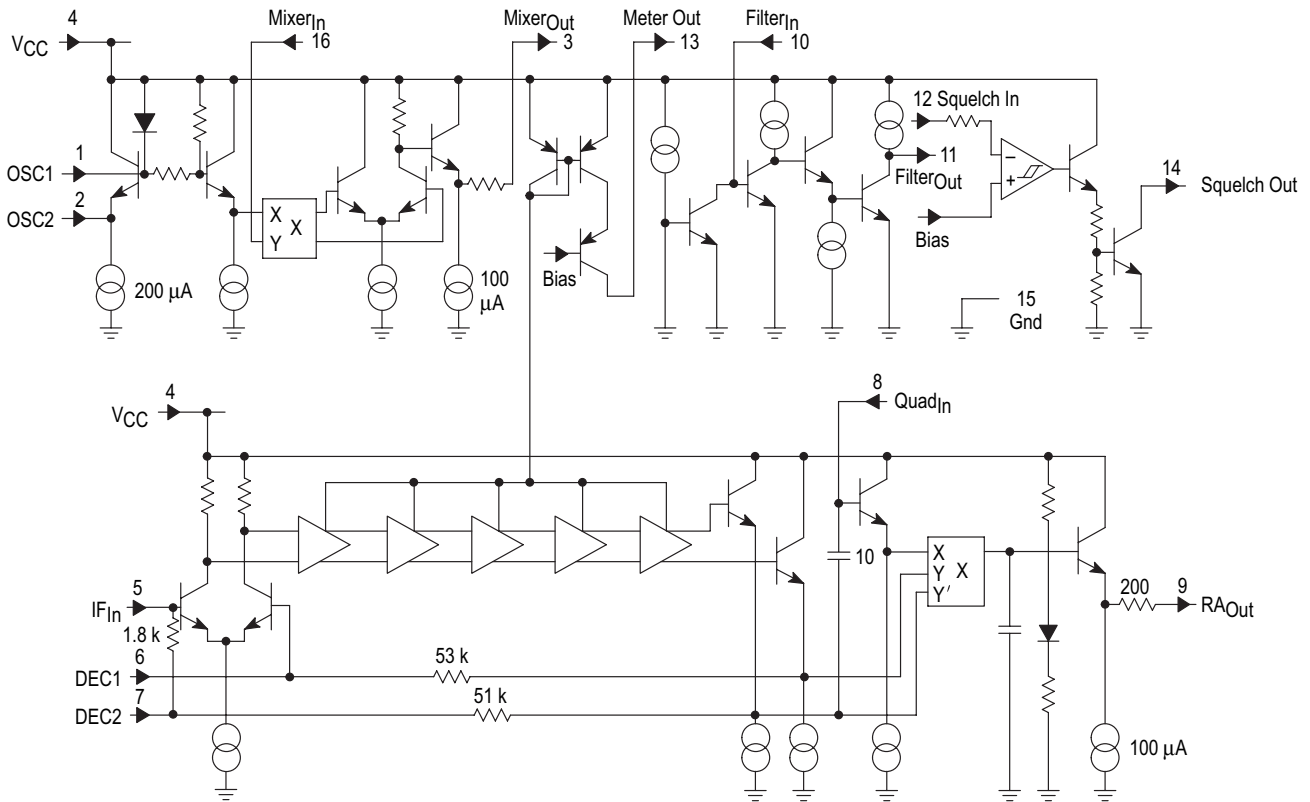 4
VCC
MixerIn
16
MixerOut
3
Meter Out
13
FilterIn
10
12 Squelch In
1
OSC1
2
OSC2
X
Y
X
11
FilterOut
14
Squelch Out
Bias
Bias
200 µA
100
µA
15
Gnd
4
VCC
8
QuadIn
10
X
Y
Y′
X
5
IFIn
1.8 k
200
9
RAOut
6
DEC1
53 k
7
DEC2
51 k
100 µA